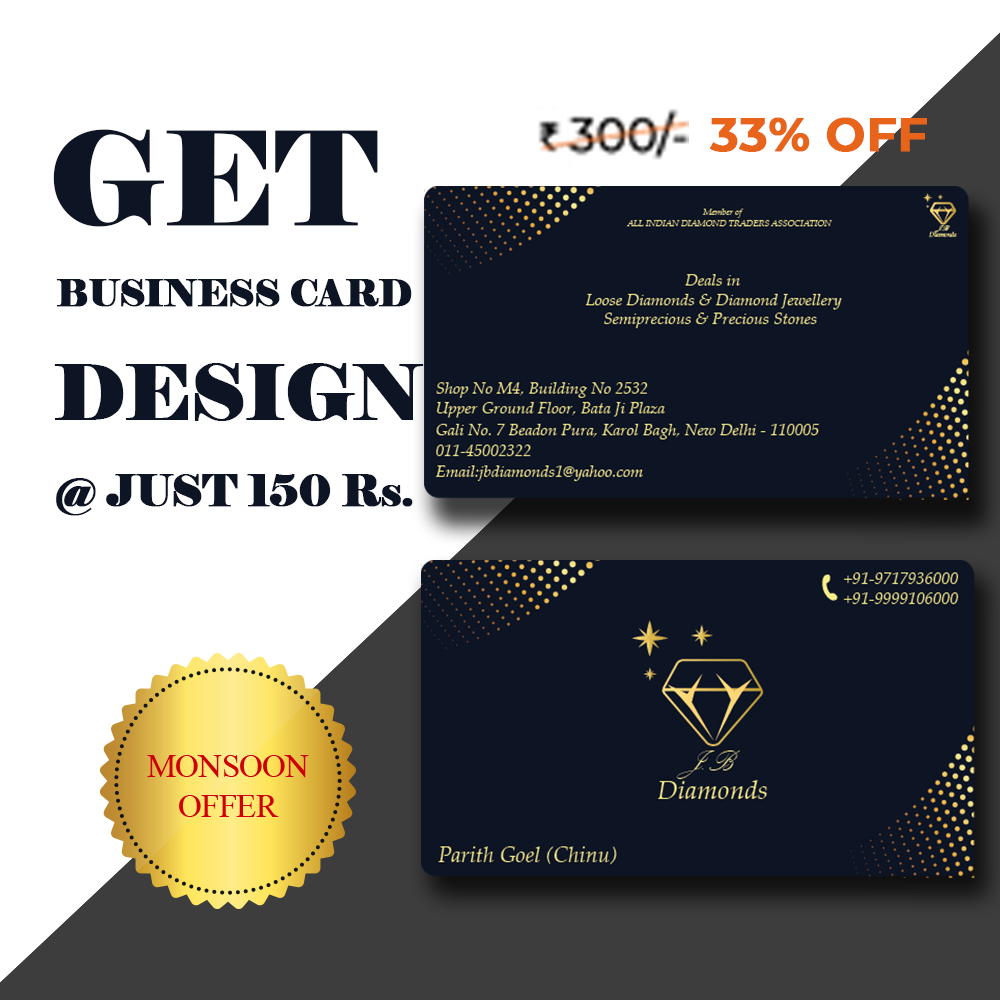 GET
BUSINESS CARD
DESIGN
@ JUST 150 Rs.
₹ 300/- 33% OFF
Member of
ALL INDIAN DIAMOND TRADERS ASSOCIATION
J.B
Diamonds
Deals in
Loose Diamonds & Diamond Jewellery
Semiprecious & Precious Stones
Shop No M4, Building No 2532
Upper Ground Floor, Bata Ji Plaza
Gali No. 7 Beadon Pura, Karol Bagh, New Delhi - 110005
011-45002322
Email:jbdiamonds1@yahoo.com
+91-9717936000
+91-9999106000
J.B
Diamonds
Parith Goel (Chinu)
MONSOON
OFFER